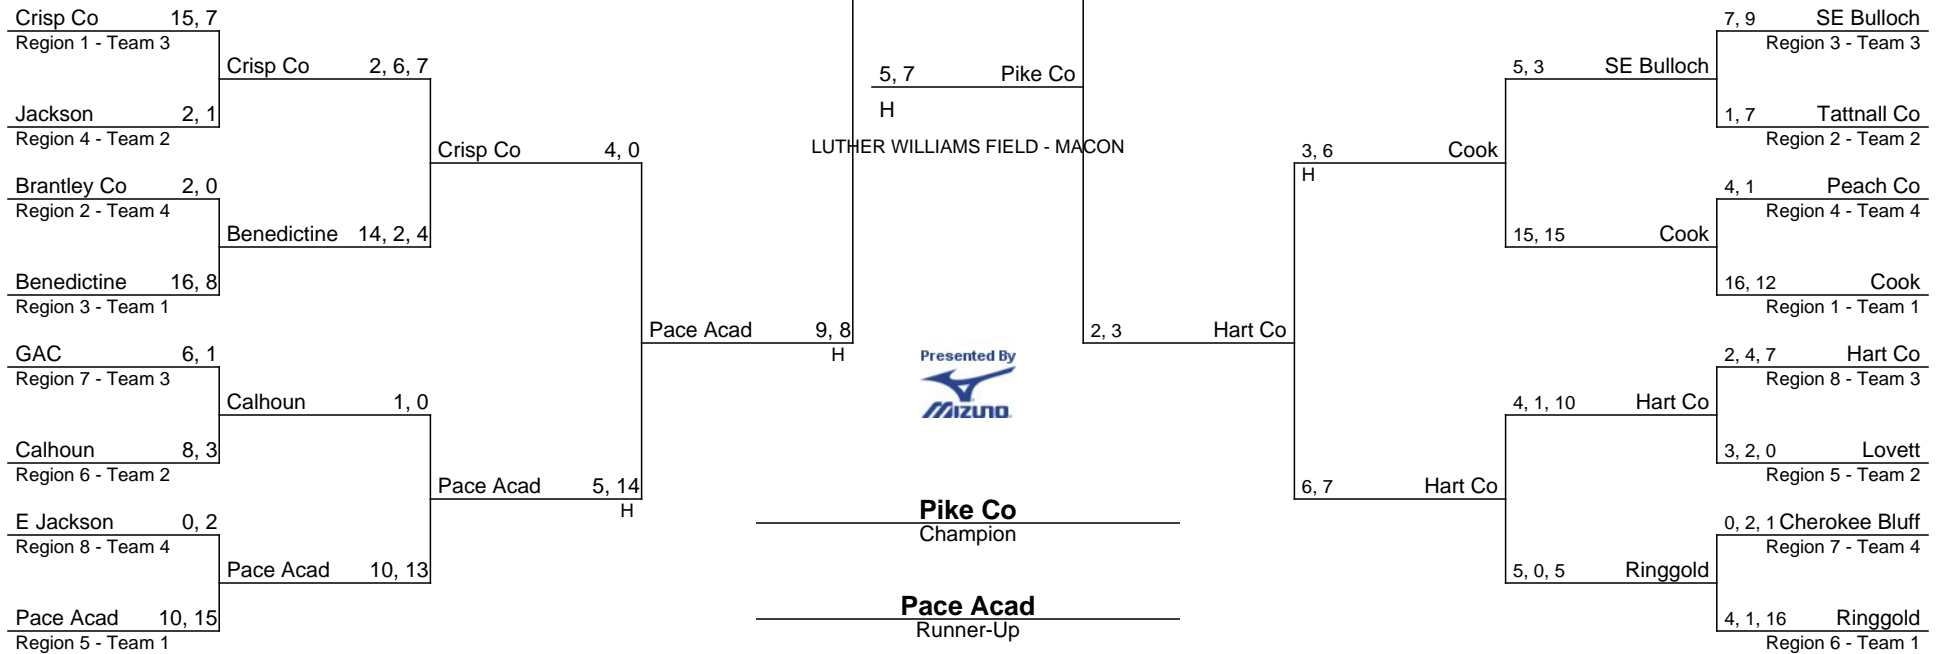 Crisp Co 15, 7
Region 1 - Team 3
Crisp Co 2, 6, 7
Jackson 2, 1
Region 4 - Team 2
Crisp Co 4, 0
Brantley Co 2, 0
Region 2 - Team 4
Benedictine 14, 2, 4
Benedictine 16, 8
Region 3 - Team 1
Pace Acad 9, 8
H
GAC 6, 1
Region 7 - Team 3
Calhoun 1, 0
Calhoun 8, 3
Region 6 - Team 2
Pace Acad 5, 14
H
E Jackson 0, 2
Region 8 - Team 4
Pace Acad 10, 13
Pace Acad 10, 15
Region 5 - Team 1
5, 7 Pike Co
H
LUTHER WILLIAMS FIELD - MACON
Presented By
MIZUNO
Pike Co
Champion
Pace Acad
Runner-Up
7, 9 SE Bulloch
Region 3 - Team 3
5, 3 SE Bulloch
1, 7 Tattnall Co
Region 2 - Team 2
3, 6 Cook
H
4, 1 Peach Co
Region 4 - Team 4
15, 15 Cook
16, 12 Cook
Region 1 - Team 1
2, 3 Hart Co
2, 4, 7 Hart Co
Region 8 - Team 3
4, 1, 10 Hart Co
3, 2, 0 Lovett
Region 5 - Team 2
6, 7 Hart Co
0, 2, 1 Cherokee Bluff
Region 7 - Team 4
5, 0, 5 Ringgold
4, 1, 16 Ringgold
Region 6 - Team 1